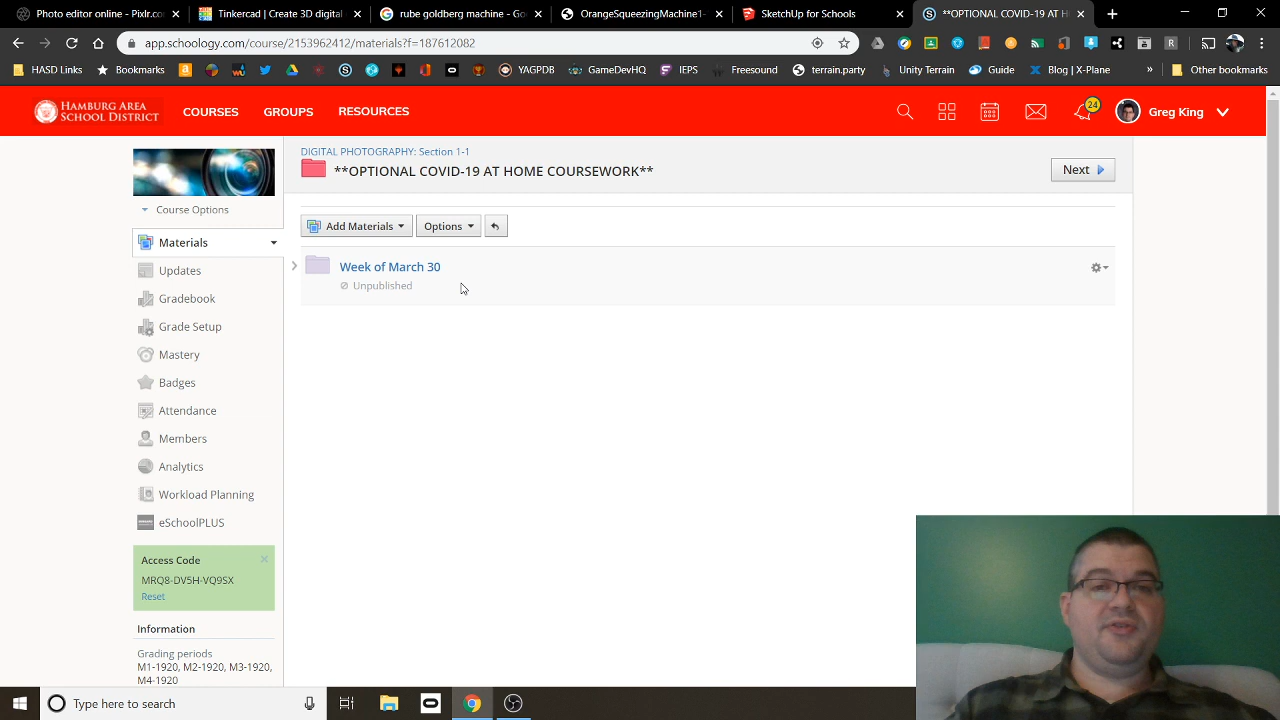 Photo editor online - Pixlr.com
Tinkercad | Create 3D digital
rube goldberg machine - Go
OrangeSqueezingMachine1-
SketchUp for Schools
**OPTIONAL COVID-19 AT H
app.schoology.com/course/2153962412/materials?f=187612082
HASD Links
Bookmarks
YAGPDB
GameDevHQ
IEPS
Freesound
terrain.party
Unity Terrain
Guide
Blog | X-Plane
»
Other bookmarks
HAMBURG AREA
SCHOOL DISTRICT
COURSES
GROUPS
RESOURCES
24
Greg King
DIGITAL PHOTOGRAPHY: Section 1-1
**OPTIONAL COVID-19 AT HOME COURSEWORK**
Next
Course Options
Add Materials
Options
Materials
Week of March 30
Unpublished
Updates
Gradebook
Grade Setup
Mastery
Badges
Attendance
Members
Analytics
Workload Planning
eSchoolPLUS
Access Code
MRQ8-DV5H-VQ9SX
Reset
Information
Grading periods
M1-1920, M2-1920, M3-1920,
M4-1920
Type here to search